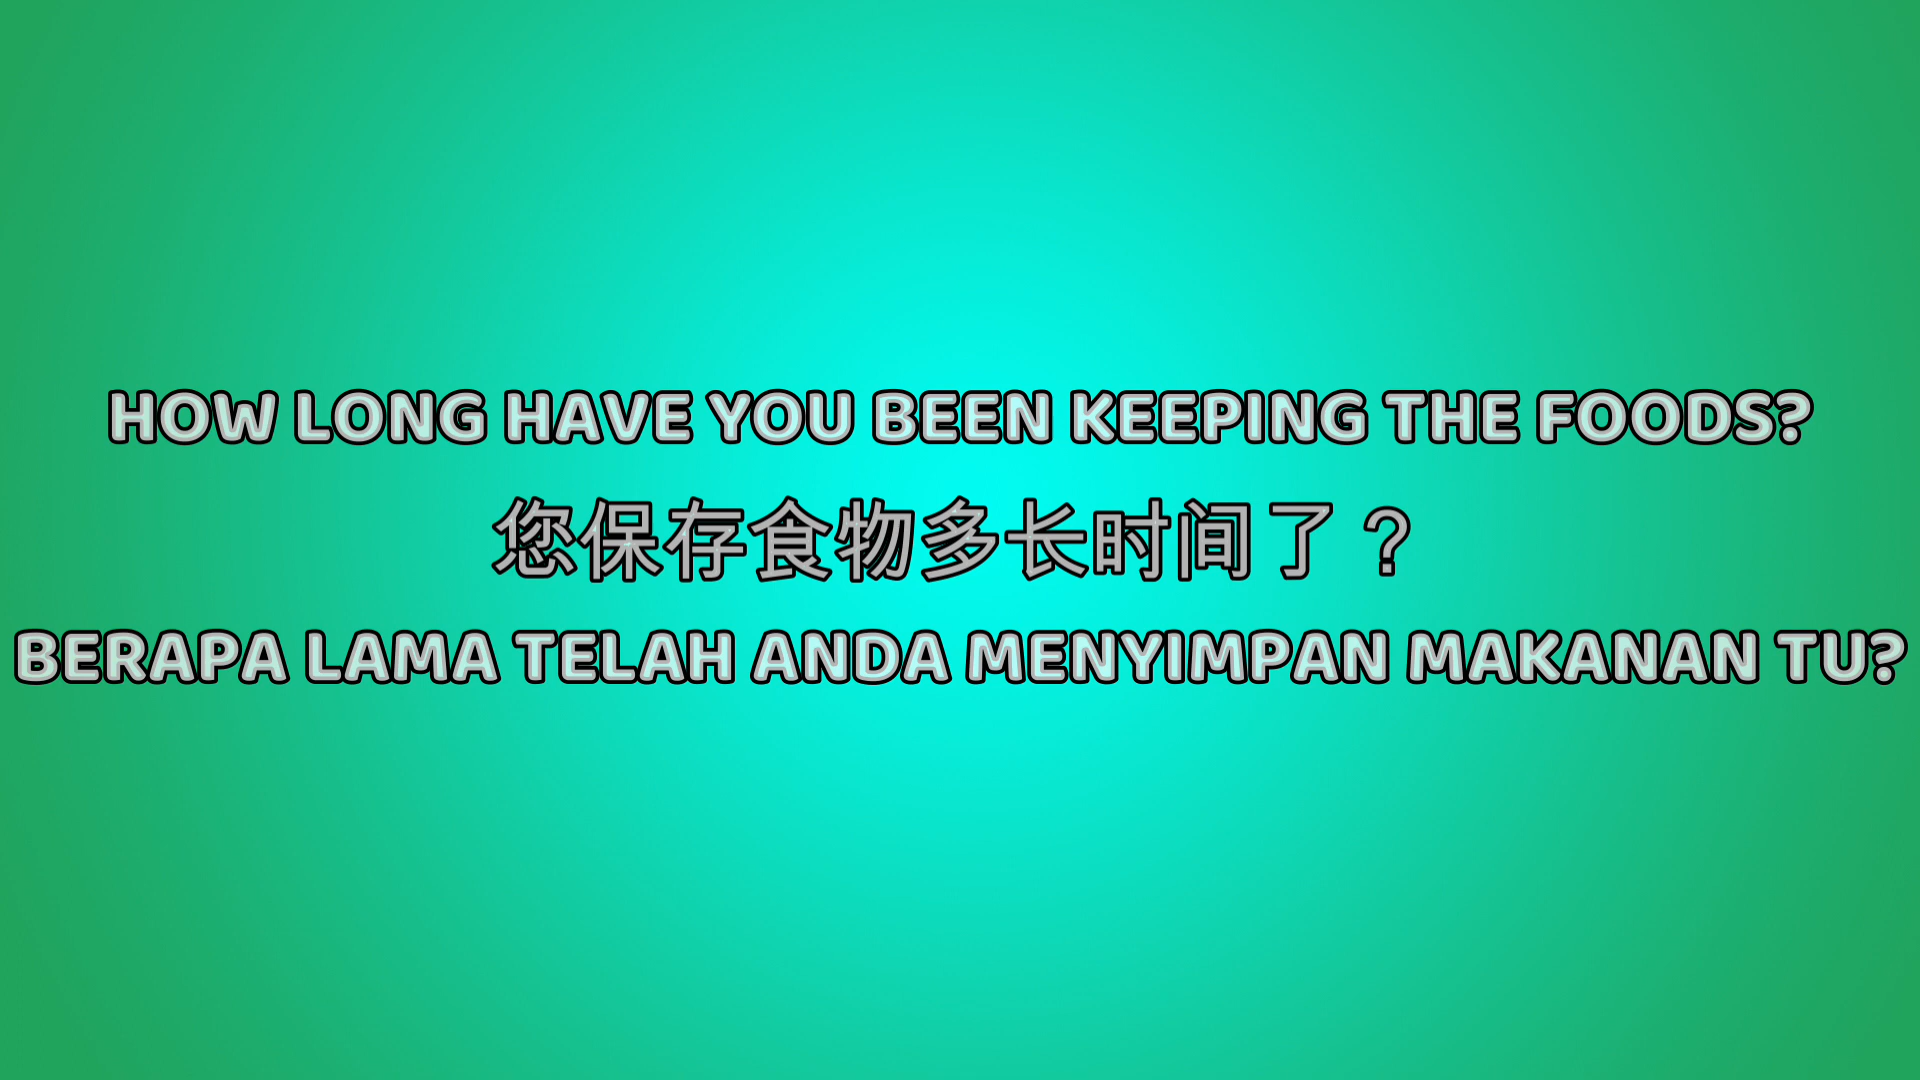 HOW LONG HAVE YOU BEEN KEEPING THE FOODS?
您保存食物多长时间了？
BERAPA LAMA TELAH ANDA MENYIMPAN MAKANAN TU?